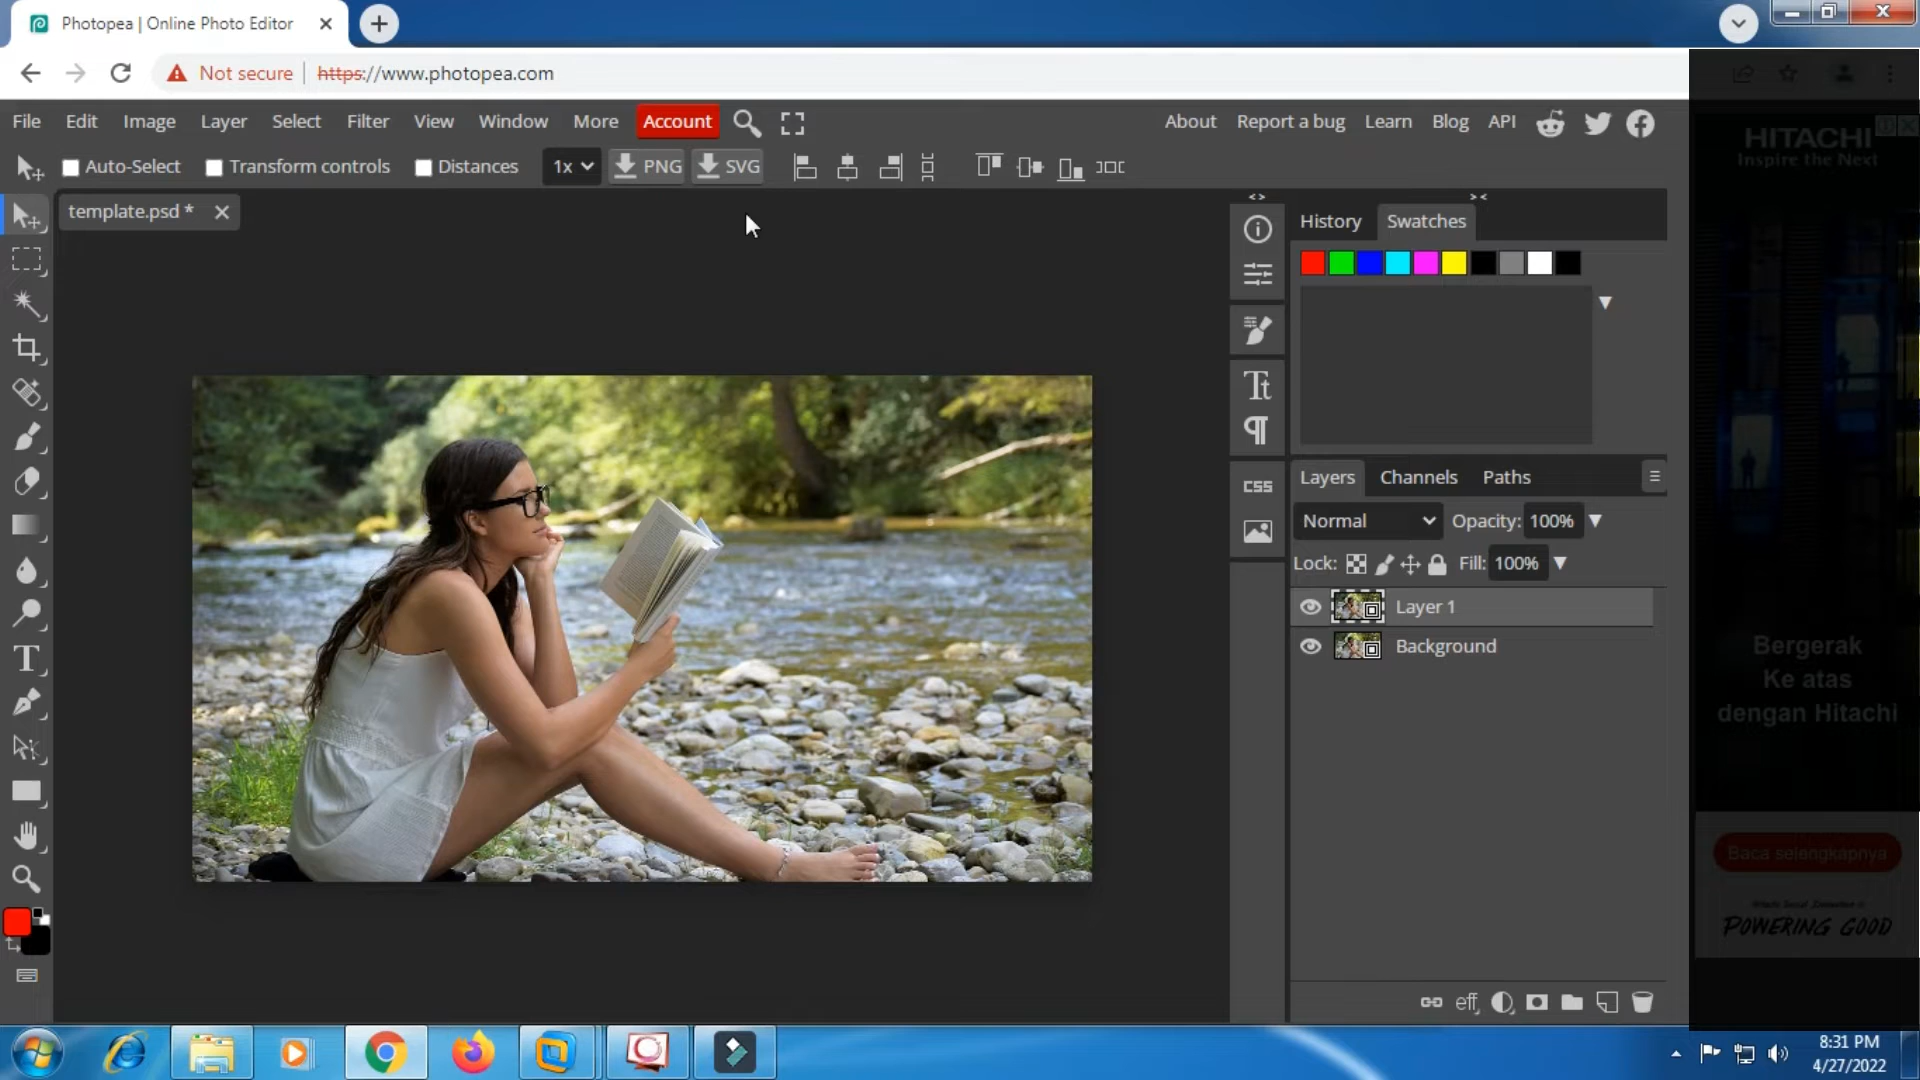 Photopea | Online Photo Editor
Not secure https://www.photopea.com
File Edit Image Layer Select Filter View Window More Account About Report a bug Learn Blog API
Auto-Select Transform controls Distances 1x PNG SVG
template.psd *
< > > <
History Swatches
Layers Channels Paths
Normal Opacity: 100%
Lock: Fill: 100%
Layer 1
Background
CSS
eff
HITACHI
Inspire the Next
Bergerak
Ke atas
dengan Hitachi
Baca selengkapnya
POWERING GOOD
8:31 PM
4/27/2022